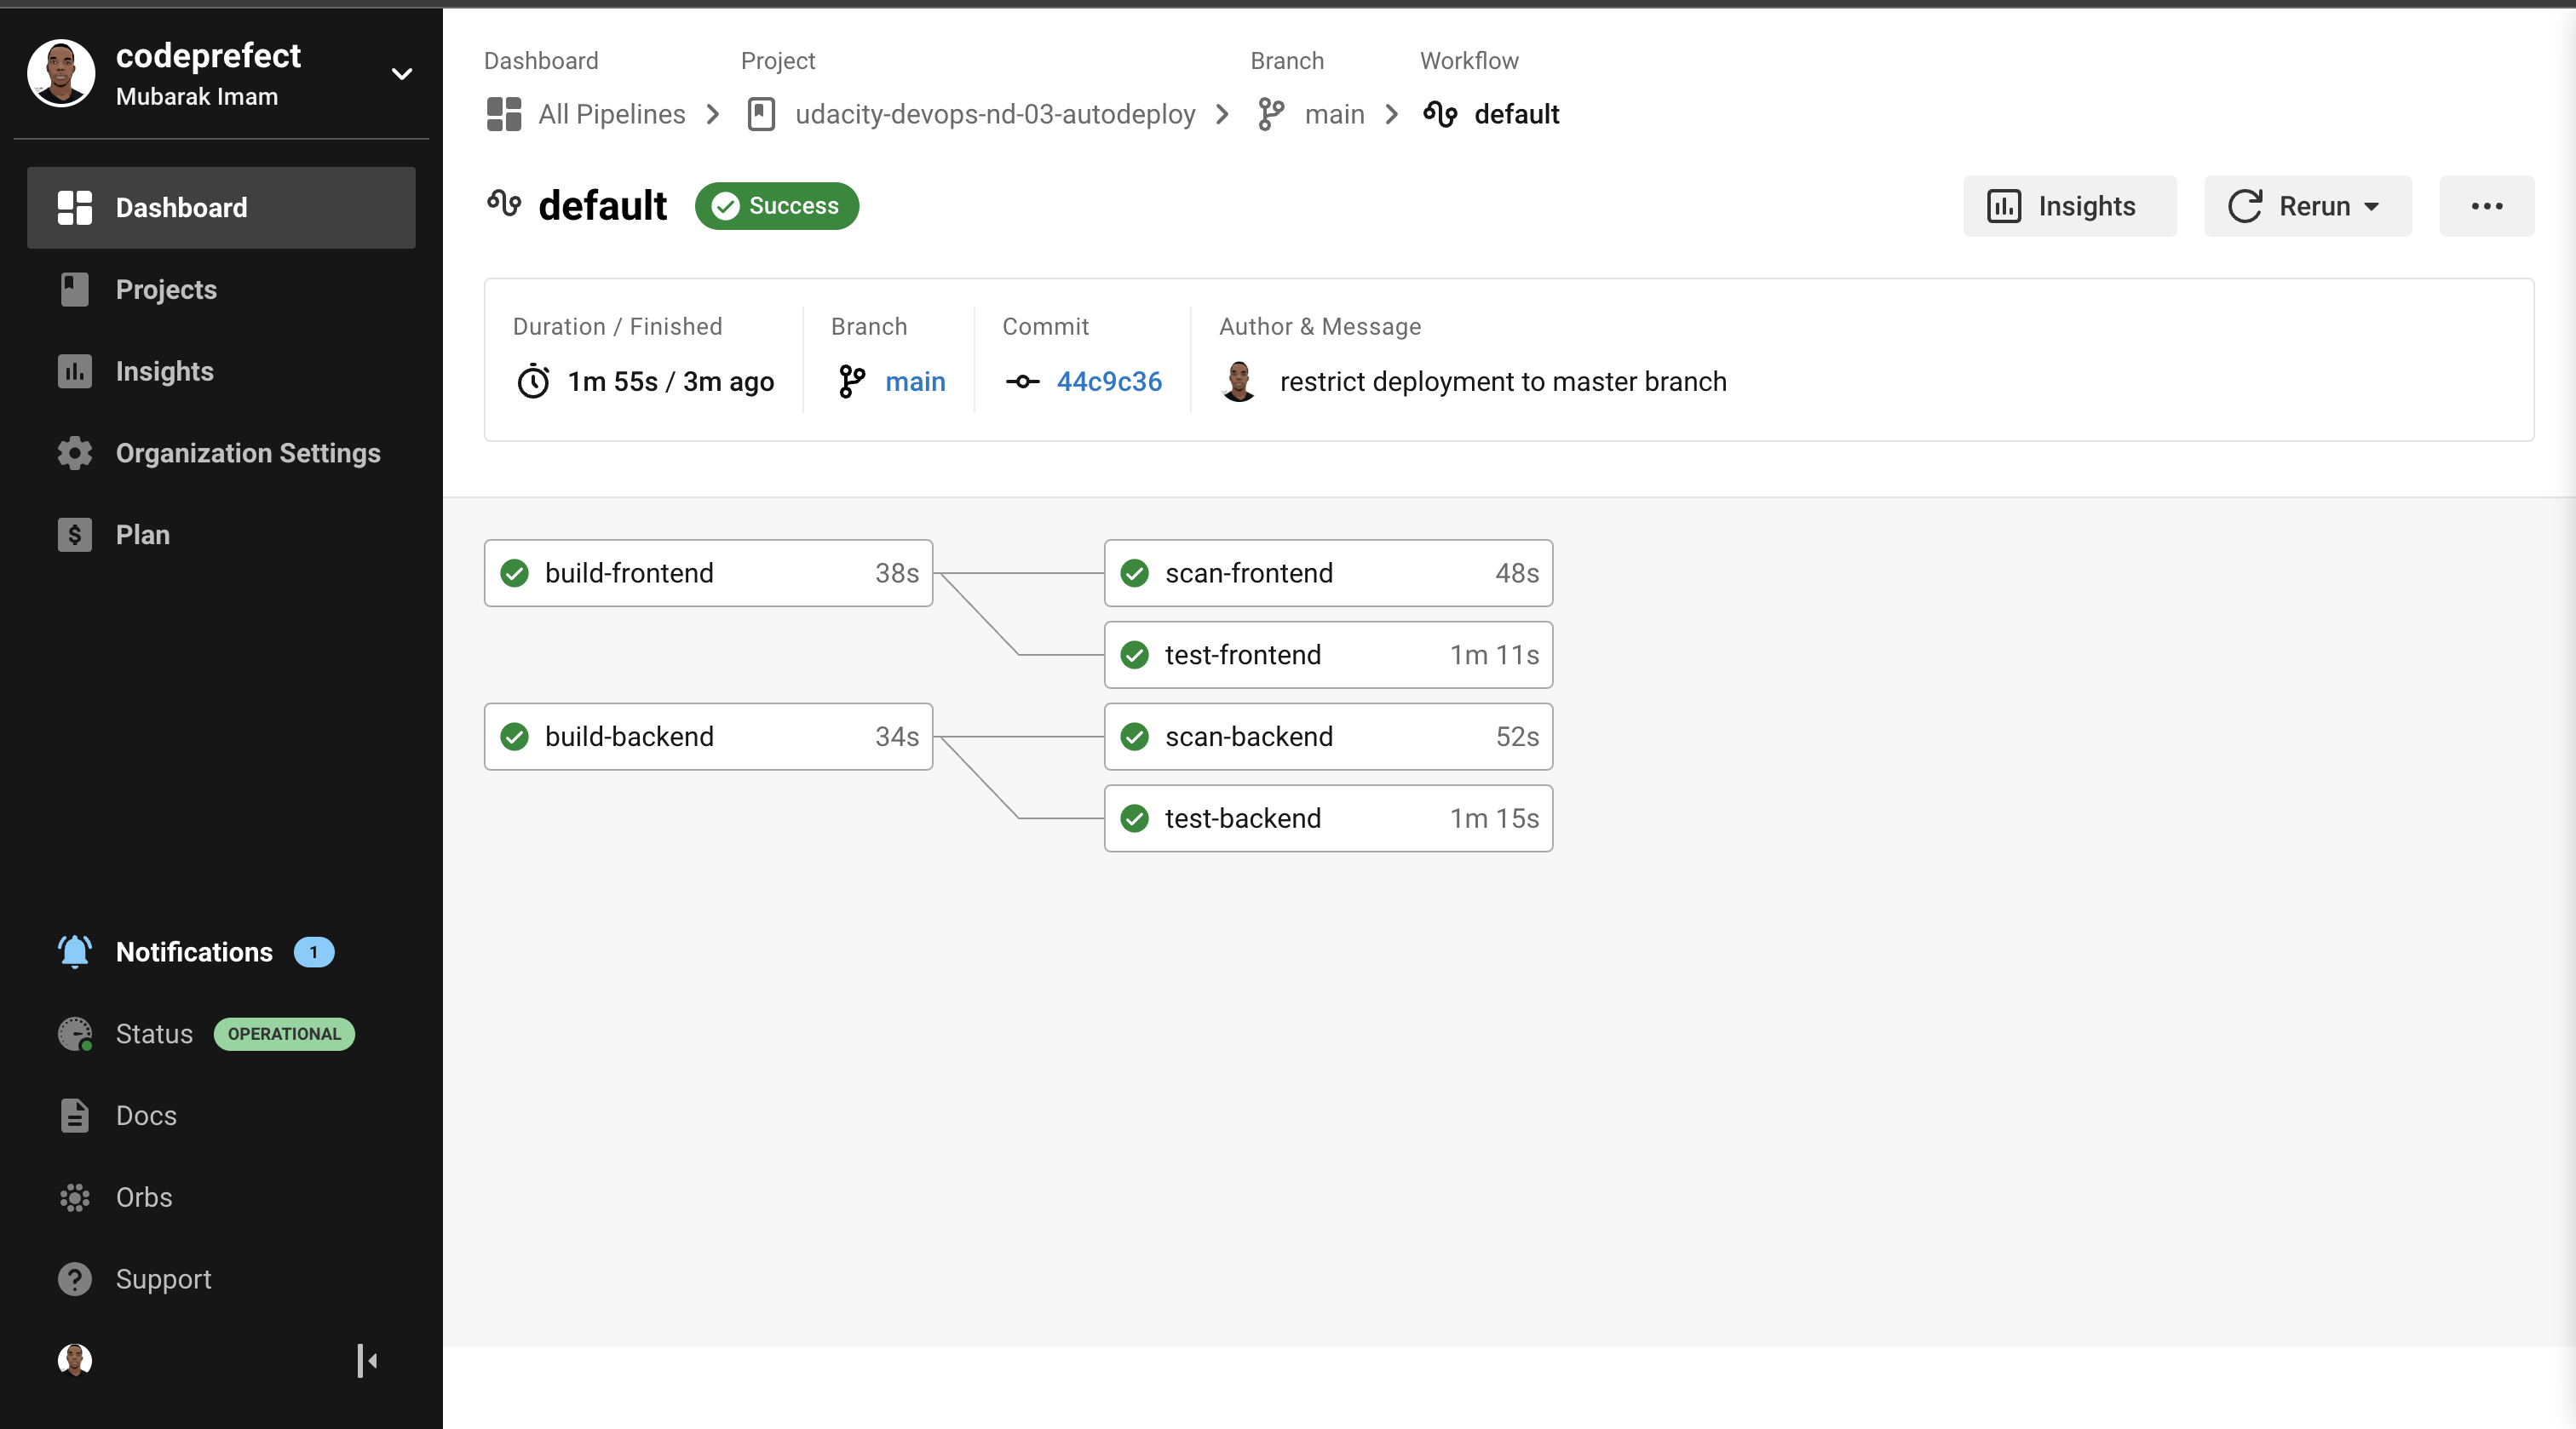 codeprefect
Mubarak Imam
Dashboard
Projects
Insights
Organization Settings
Plan
Notifications 1
Status OPERATIONAL
Docs
Orbs
Support
Dashboard Project Branch Workflow
All Pipelines udacity-devops-nd-03-autodeploy main default
default Success Insights Rerun
Duration / Finished Branch Commit Author & Message
1m 55s / 3m ago main 44c9c36 restrict deployment to master branch
build-frontend 38s scan-frontend 48s
test-frontend 1m 11s
build-backend 34s scan-backend 52s
test-backend 1m 15s